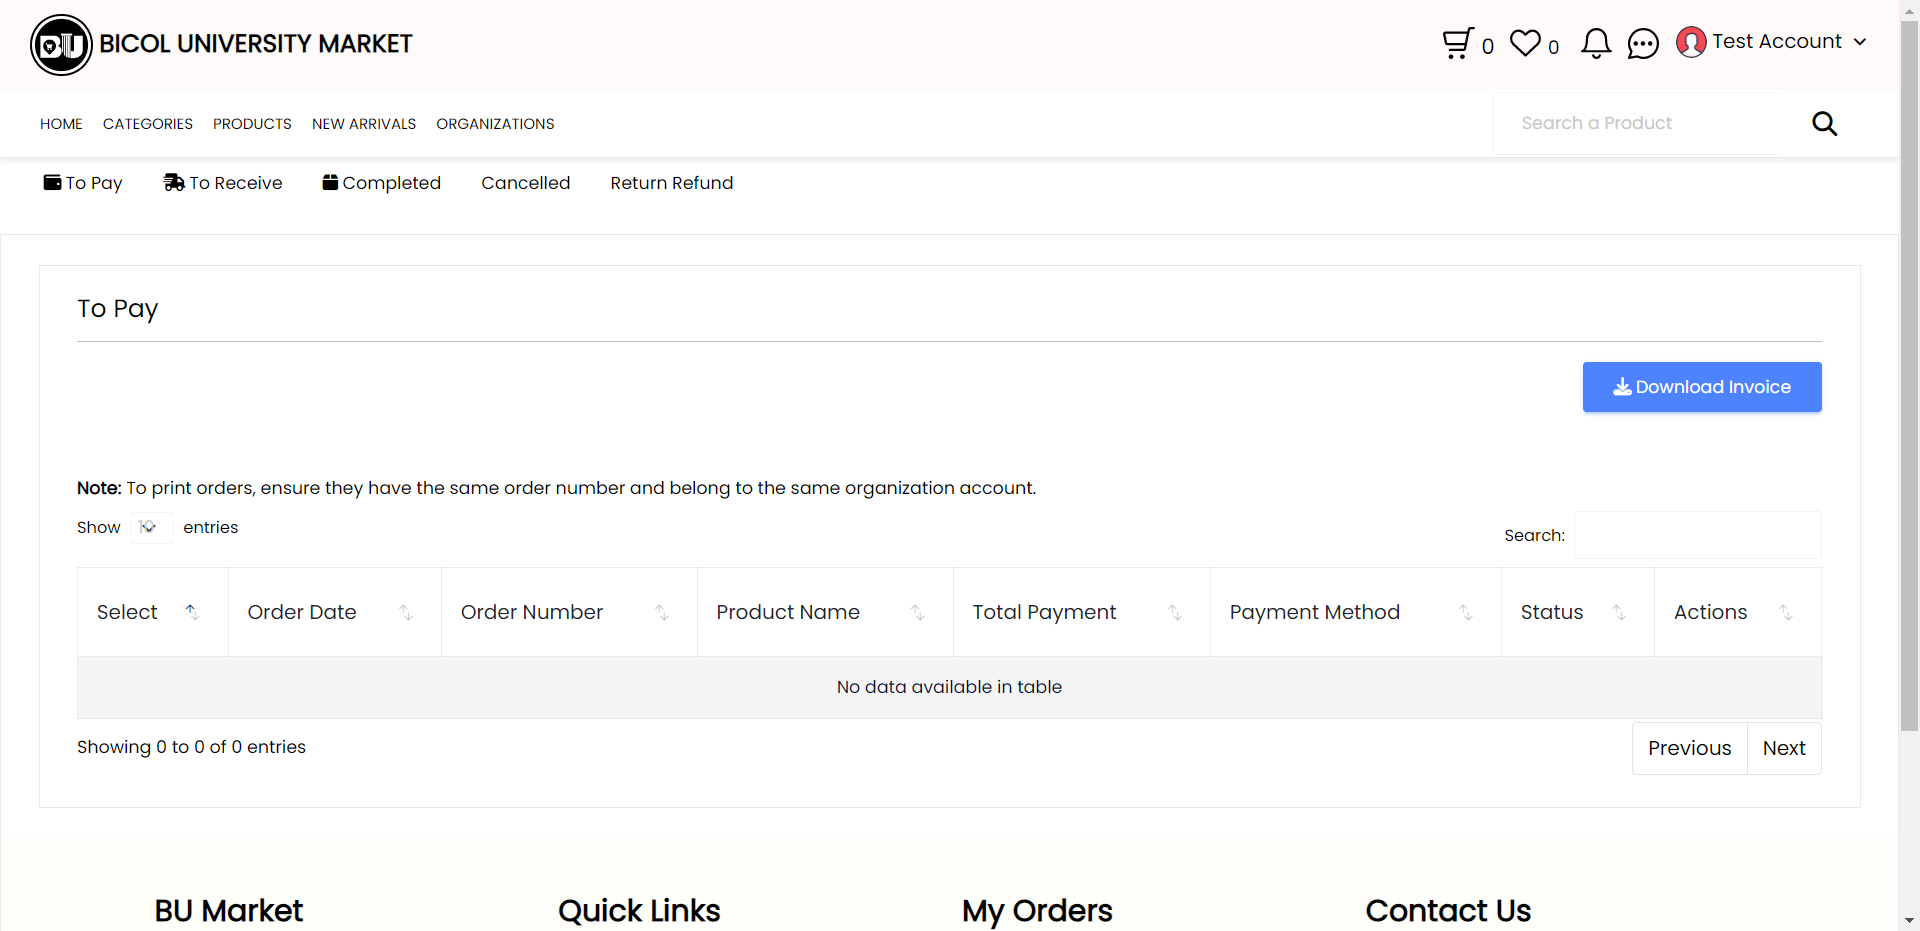 BU BICOL UNIVERSITY MARKET
0 0 Test Account
HOME CATEGORIES PRODUCTS NEW ARRIVALS ORGANIZATIONS
Search a Product
To Pay To Receive Completed Cancelled Return Refund
To Pay
Download Invoice
Note: To print orders, ensure they have the same order number and belong to the same organization account.
Show 10 entries
Search:
Select Order Date Order Number Product Name Total Payment Payment Method Status Actions
No data available in table
Showing 0 to 0 of 0 entries
Previous Next
BU Market Quick Links My Orders Contact Us